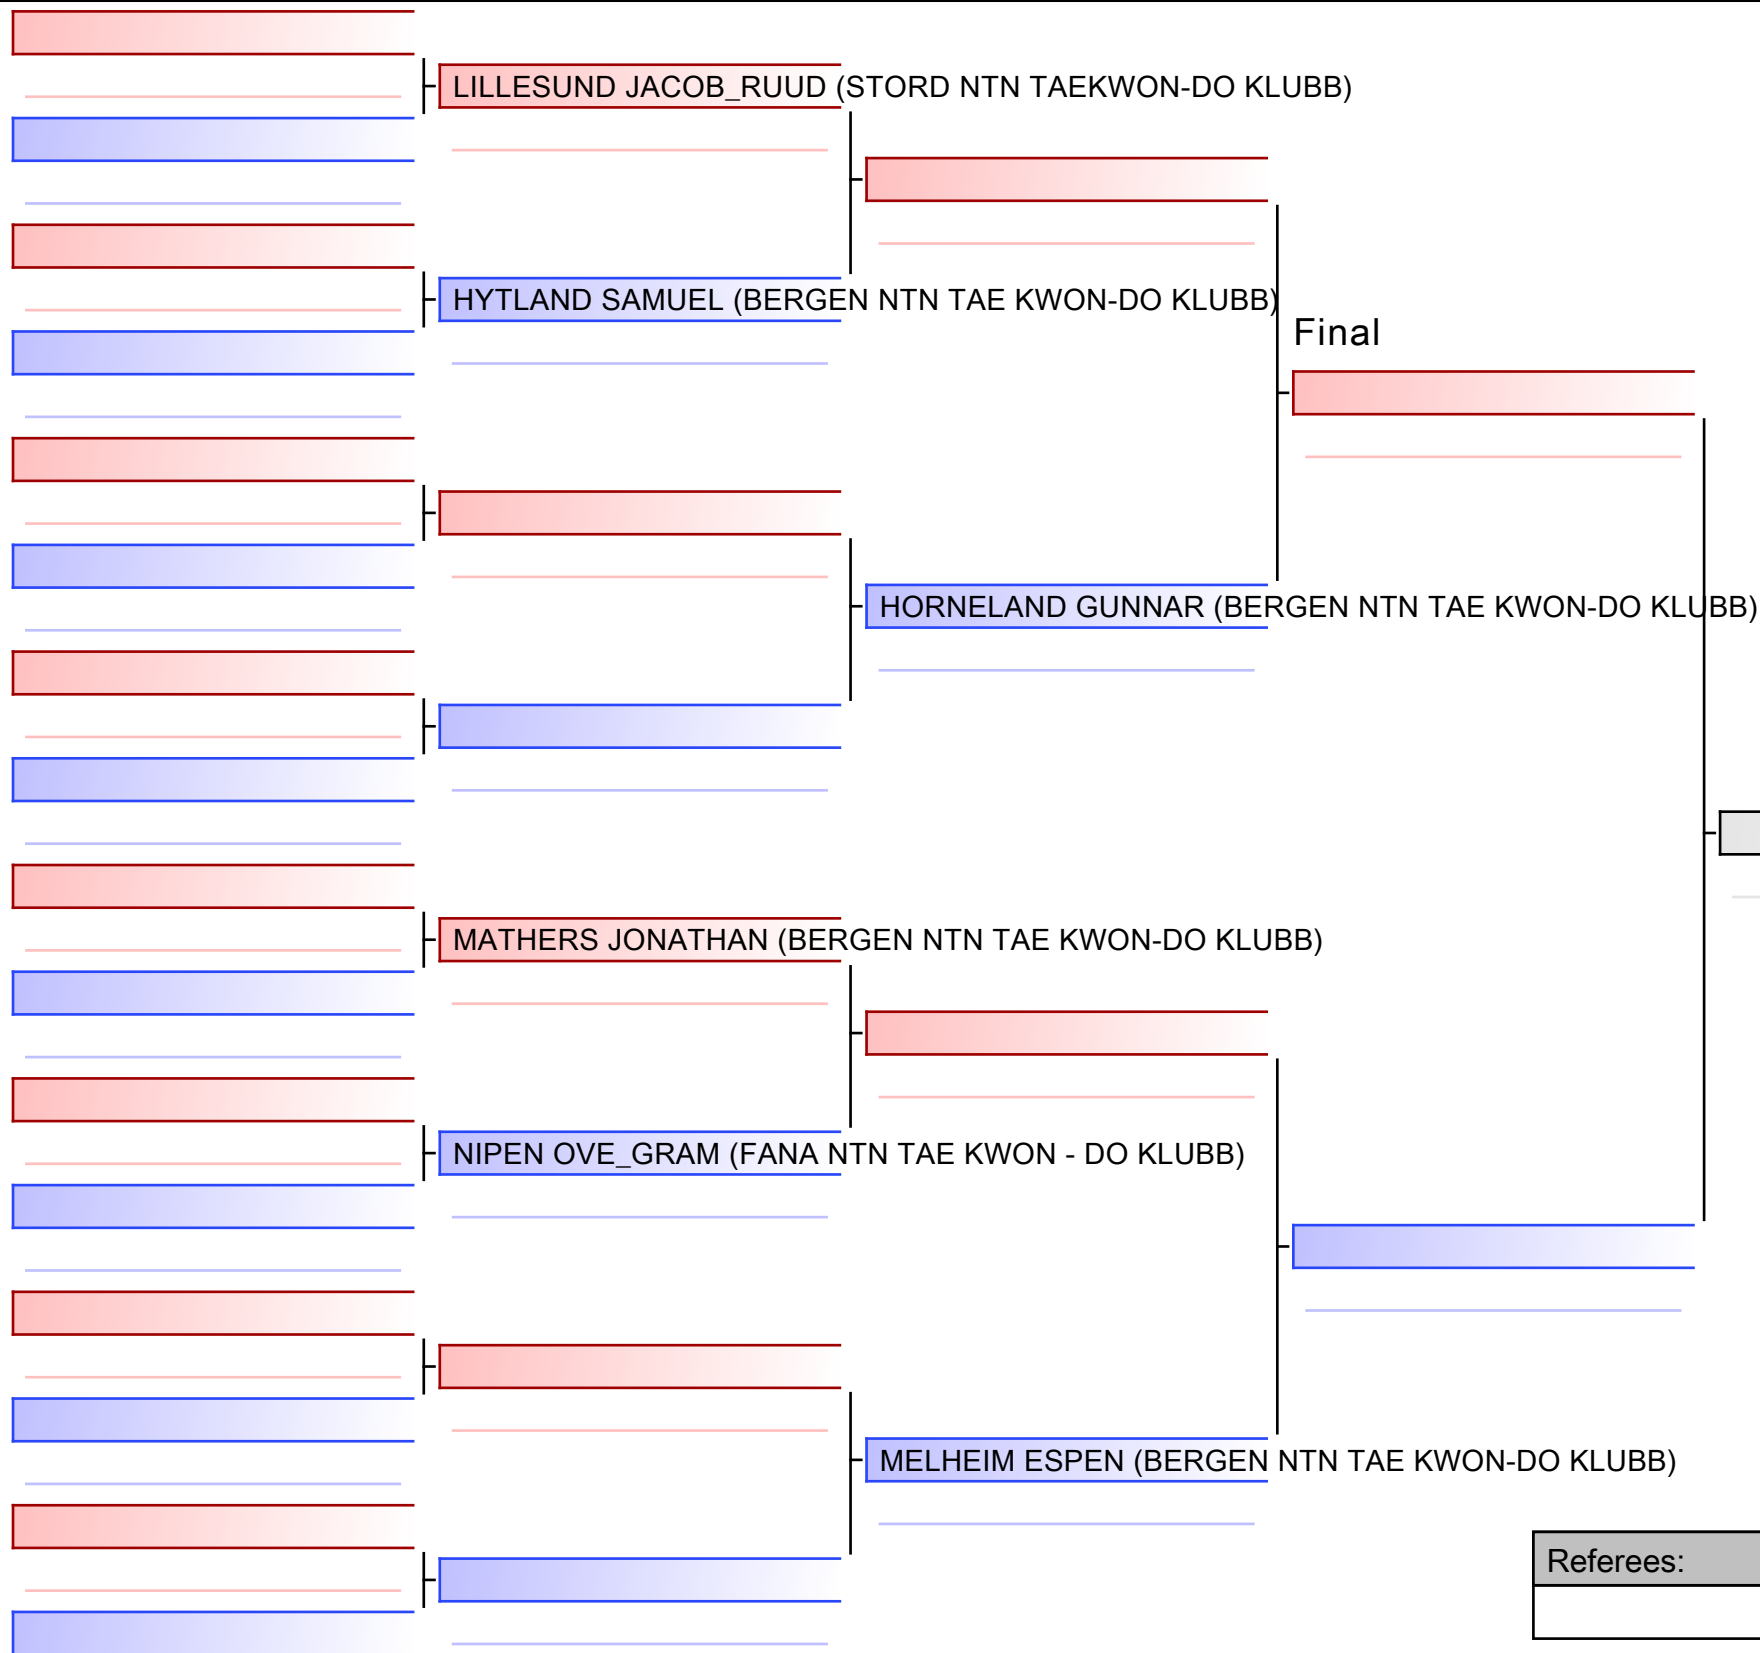 LILLESUND JACOB_RUUD (STORD NTN TAEKWON-DO KLUBB)
HYTLAND SAMUEL (BERGEN NTN TAE KWON-DO KLUBB)
Final
HORNELAND GUNNAR (BERGEN NTN TAE KWON-DO KLUBB)
MATHERS JONATHAN (BERGEN NTN TAE KWON-DO KLUBB)
NIPEN OVE_GRAM (FANA NTN TAE KWON - DO KLUBB)
MELHEIM ESPEN (BERGEN NTN TAE KWON-DO KLUBB)
Referees: